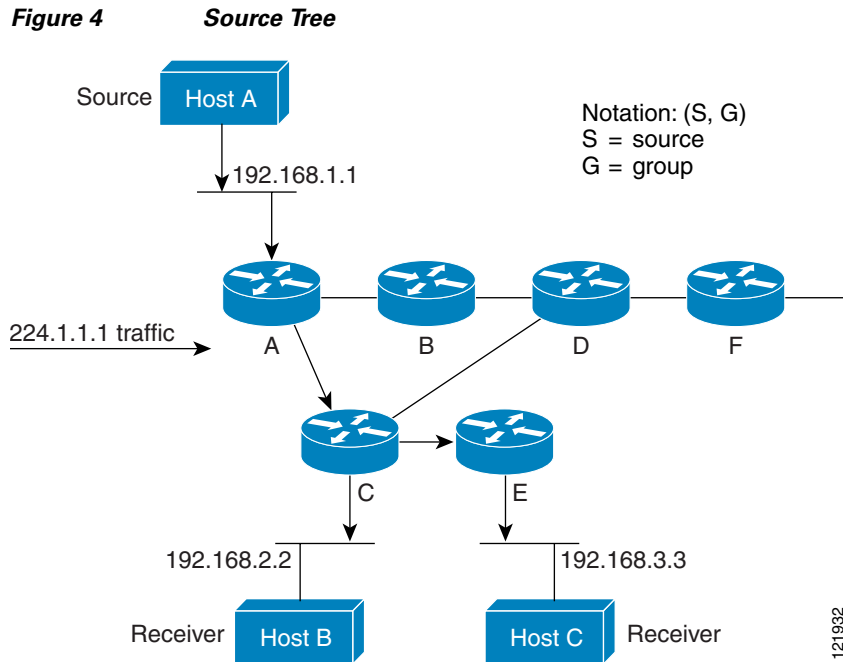 Figure 4 Source Tree
Source
Host A
Notation: (S, G)
S = source
G = group
192.168.1.1
224.1.1.1 traffic
A
B
D
F
C
E
192.168.2.2
192.168.3.3
Receiver
Host B
Host C
Receiver
121932